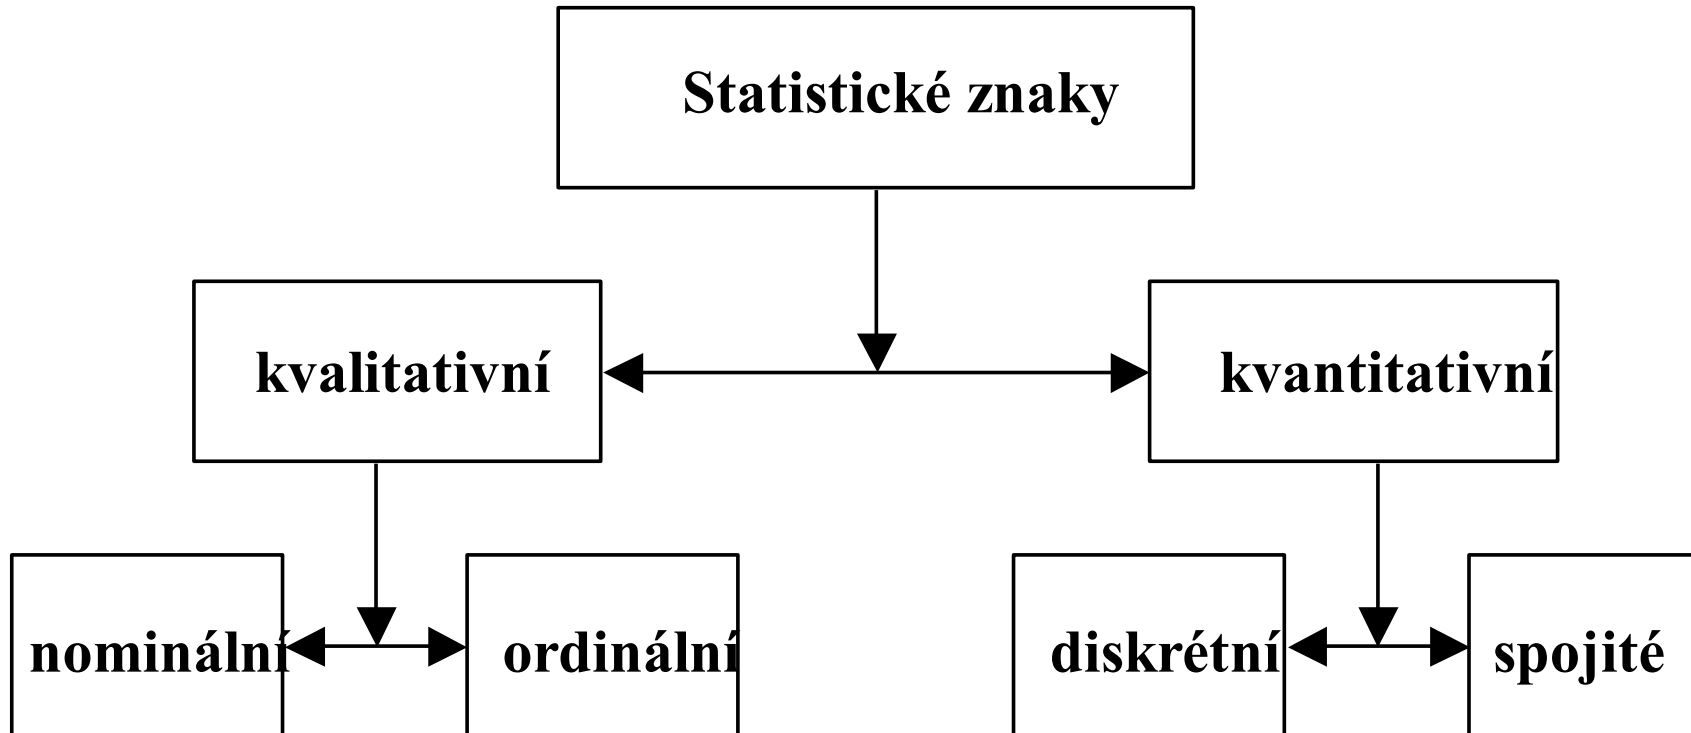 Statistické znaky
kvalitativní
kvantitativní
nominální
ordinální
diskrétní
spojité